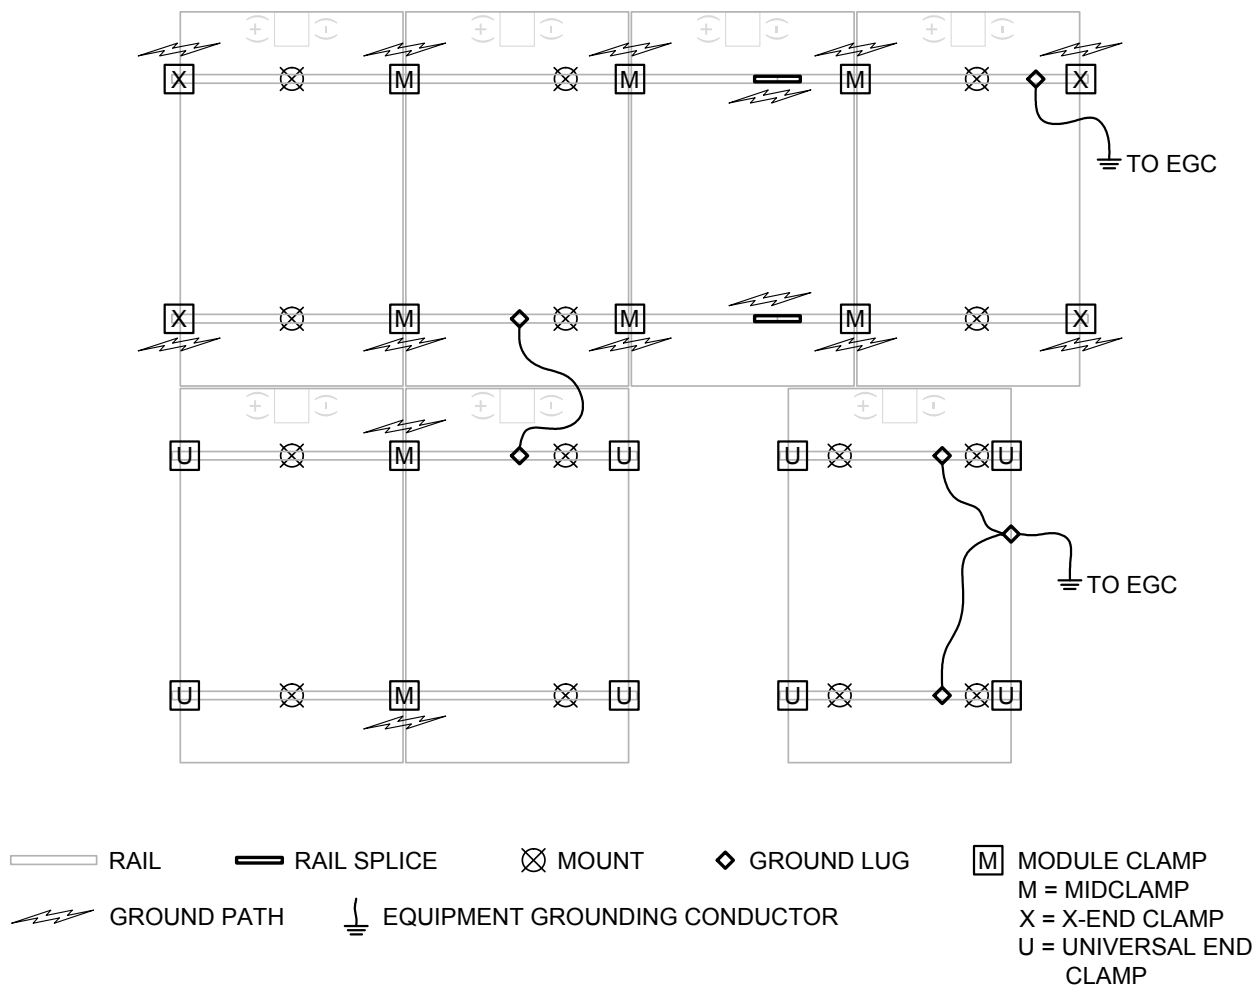 X M M M X
TO EGC
X M M M X
U M U U U
TO EGC
U M U U U
RAIL RAIL SPLICE MOUNT GROUND LUG M MODULE CLAMP
M = MIDCLAMP
GROUND PATH EQUIPMENT GROUNDING CONDUCTOR X = X-END CLAMP
U = UNIVERSAL END
CLAMP